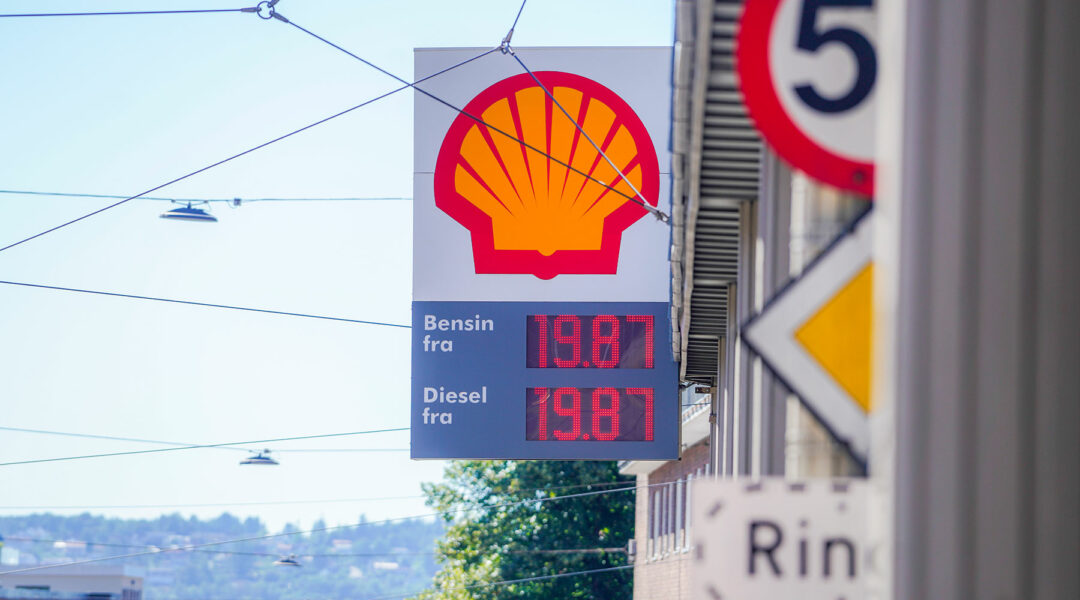 Bensin
fra
19.87
Diesel
fra
19.87
5
Rin